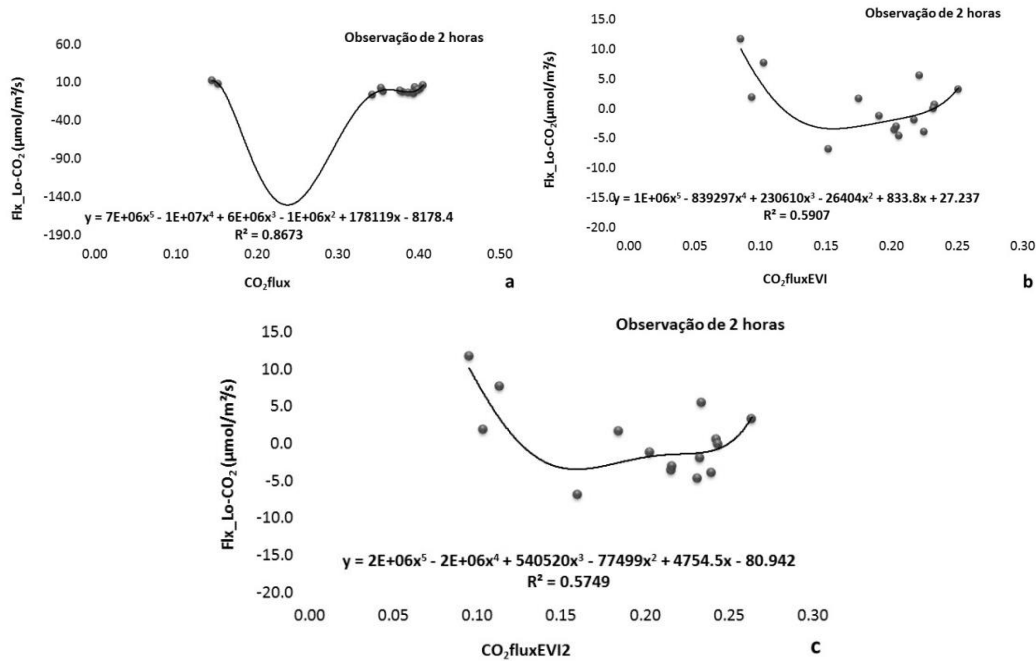 Observação de 2 horas
Flx_Lo-CO₂ (µmol/m²/s)
60.0
10.0
-40.0
-90.0
-140.0
-190.0
y = 7E+06x⁵ - 1E+07x⁴ + 6E+06x³ - 1E+06x² + 178119x - 8178.4
R² = 0.8673
0.00 0.10 0.20 0.30 0.40 0.50
CO₂flux
a
Observação de 2 horas
Flx_Lo-CO₂(µmol/m²/s)
15.0
10.0
5.0
0.0
-5.0
-10.0
-15.0
-20.0
y = 1E+06x⁵ - 839297x⁴ + 230610x³ - 26404x² + 833.8x + 27.237
R² = 0.5907
0.00 0.05 0.10 0.15 0.20 0.25 0.30
CO₂fluxEVI
b
Observação de 2 horas
Flx_Lo-CO₂ (µmol/m²/s)
15.0
10.0
5.0
0.0
-5.0
-10.0
-15.0
-20.0
y = 2E+06x⁵ - 2E+06x⁴ + 540520x³ - 77499x² + 4754.5x - 80.942
R² = 0.5749
0.00 0.05 0.10 0.15 0.20 0.25 0.30
CO₂fluxEVI2
c